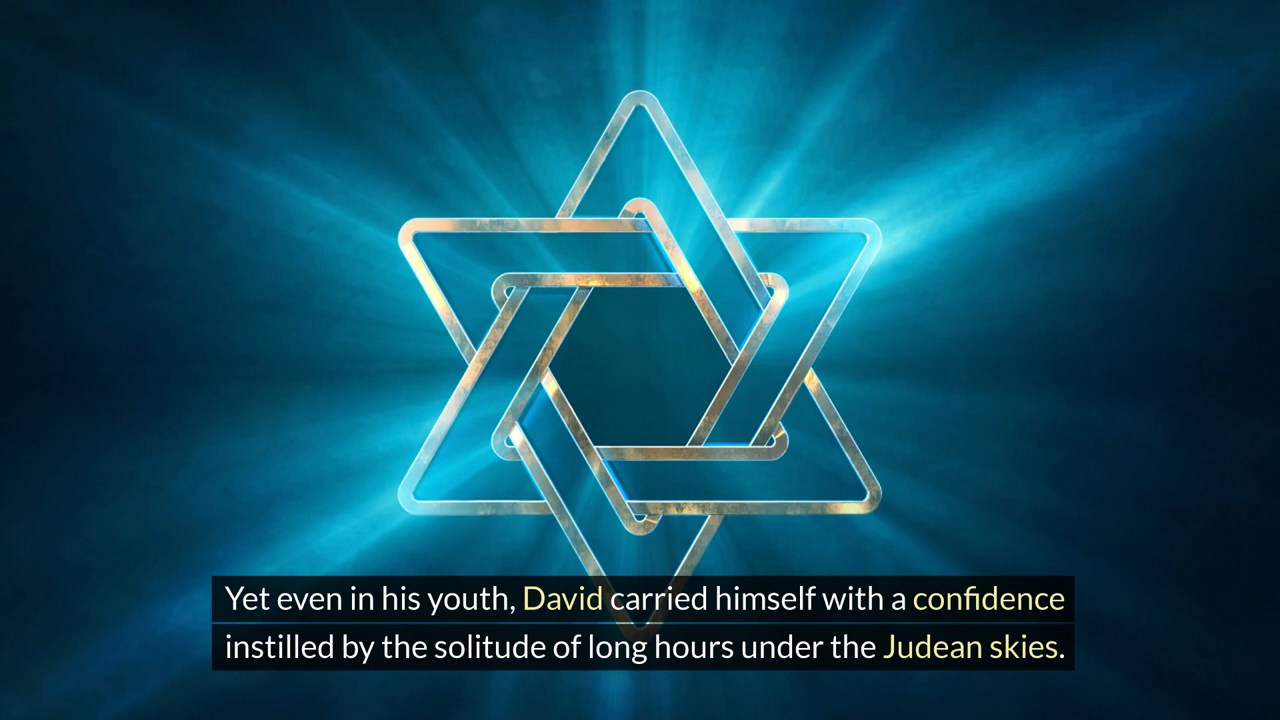 Yet even in his youth, David carried himself with a confidence
instilled by the solitude of long hours under the Judean skies.